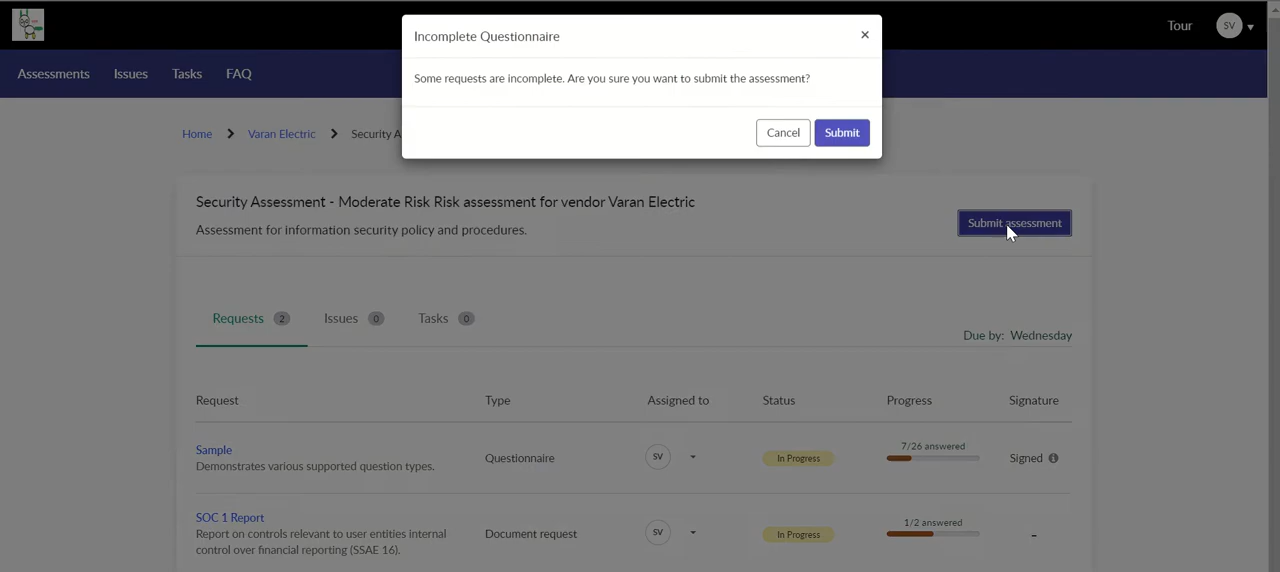 Tour
SV
Assessments Issues Tasks FAQ
Incomplete Questionnaire ×
Some requests are incomplete. Are you sure you want to submit the assessment?
Cancel Submit
Home Varan Electric Security A
Security Assessment - Moderate Risk Risk assessment for vendor Varan Electric
Assessment for information security policy and procedures.
Submit assessment
Requests 2 Issues 0 Tasks 0
Due by: Wednesday
Request Type Assigned to Status Progress Signature
Sample
Demonstrates various supported question types.
Questionnaire
SV
In Progress
7/26 answered
Signed
SOC 1 Report
Report on controls relevant to user entities internal
control over financial reporting (SSAE 16).
Document request
SV
In Progress
1/2 answered
-